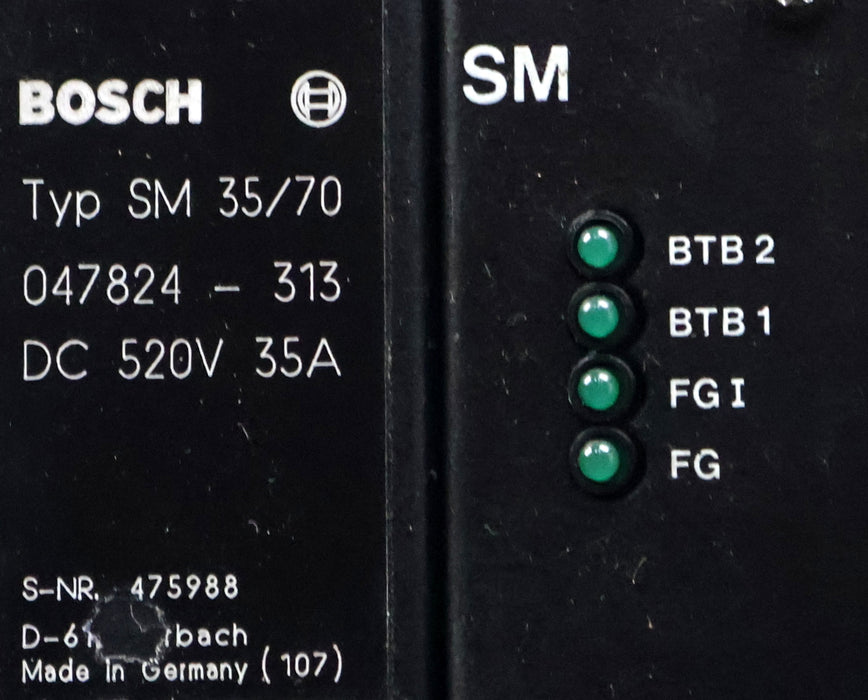 BOSCH
Typ SM 35/70
047824 - 313
DC 520V 35A
S-NR. 475988
Made in Germany (107)
SM
BTB 2
BTB 1
FG I
FG